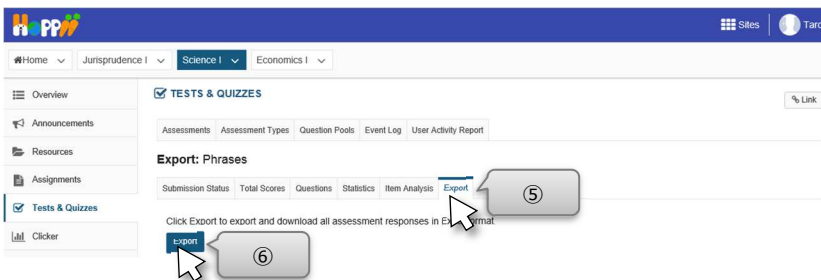 HoPPii
Sites
Taro
Home Jurisprudence I Science I Economics I
Overview
Announcements
Resources
Assignments
Tests & Quizzes
Clicker
TESTS & QUIZZES
Link
Assessments Assessment Types Question Pools Event Log User Activity Report
Export: Phrases
Submission Status Total Scores Questions Statistics Item Analysis Export
⑤
Click Export to export and download all assessment responses in format
Export
⑥